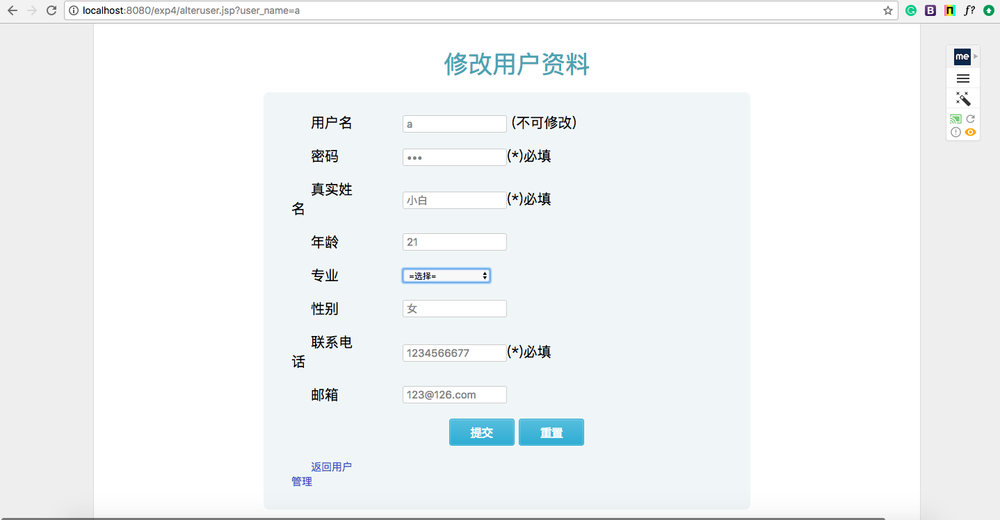 localhost:8080/exp4/alteruser.jsp?user_name=a
B
f?
me
修改用户资料
用户名 a (不可修改)
密码 ••• (*)必填
真实姓
名 小白 (*)必填
年龄 21
专业 =选择=
性别 女
联系电
话 1234566677 (*)必填
邮箱 123@126.com
提交 重置
返回用户
管理